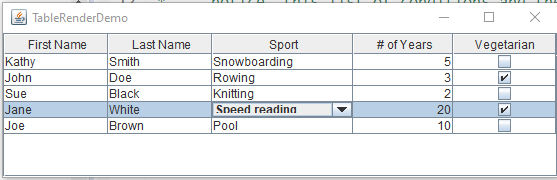 TableRenderDemo
First Name Last Name Sport # of Years Vegetarian
Kathy Smith Snowboarding 5
John Doe Rowing 3
Sue Black Knitting 2
Jane White Speed reading 20
Joe Brown Pool 10